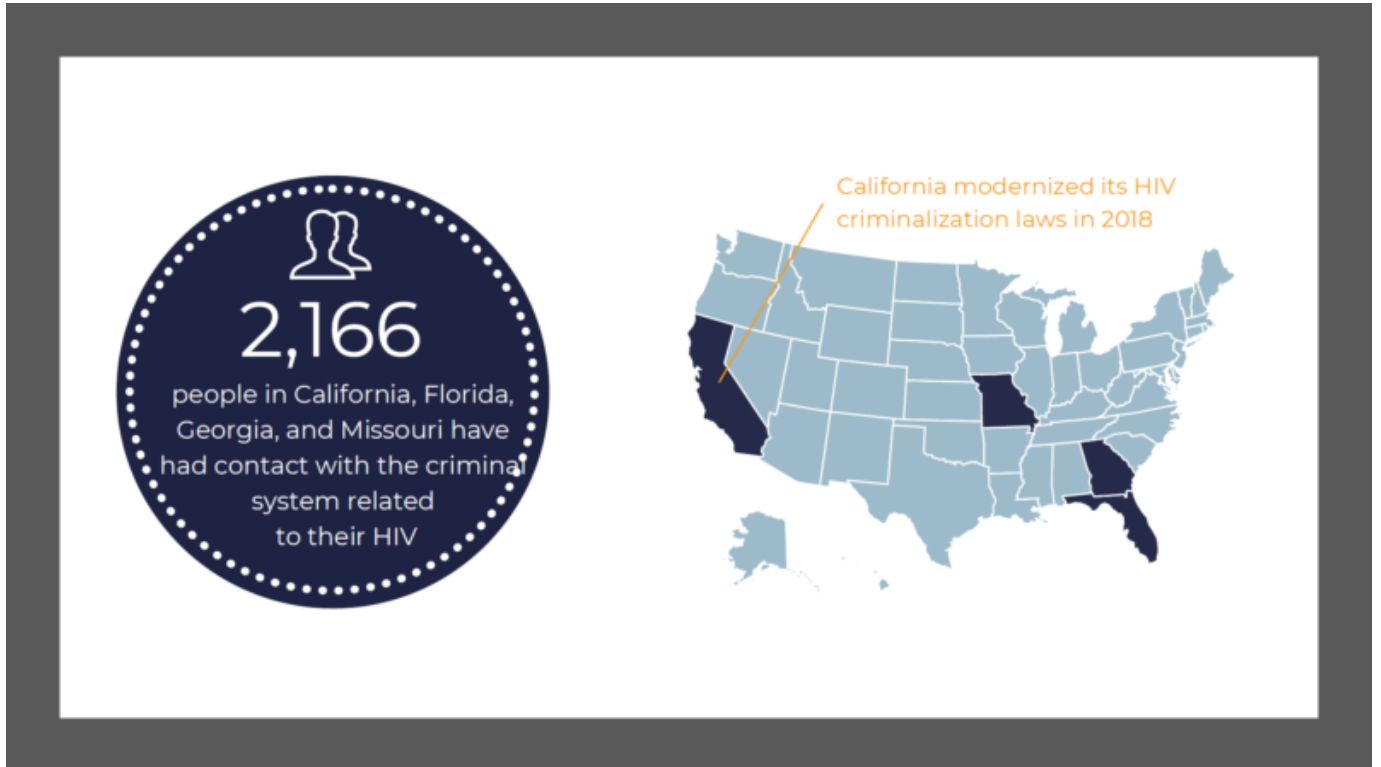 2,166
people in California, Florida,
Georgia, and Missouri have
had contact with the criminal
system related
to their HIV
California modernized its HIV
criminalization laws in 2018